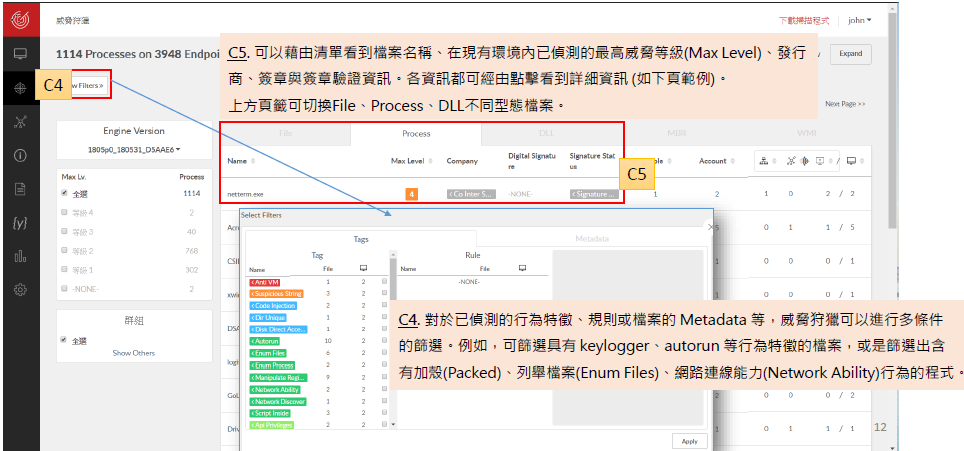 威脅狩獵
下載掃描程式
john
1114 Processes on 3948 Endpoi
Expand
C5. 可以藉由清單看到檔案名稱、在現有環境內已偵測的最高威脅等級(Max Level)、發行
商、簽章與簽章驗證資訊。各資訊都可經由點擊看到詳細資訊 (如下頁範例)。
上方頁籤可切換File、Process、DLL不同型態檔案。
C4
w Filters »
Next Page >>
Engine Version
1805p0_180531_D5AAE6
File
Process
DLL
MBR
WMI
Name
Max Level
Company
Digital Signatu
re
Signature Stat
us
C5
Account
/
Max Lv.
Process
全選
1114
等級 4
2
等級 3
40
等級 2
768
等級 1
302
-NONE-
2
netterm.exe
4
< Co Inter S...
-NONE-
< Signature ...
1
2
1 0 2 / 2
Acr
5
0 1 1 / 5
CSII
0 0 1 / 1
xwi
0 0 1 / 1
DSA
logi
GoL
0 0 1 / 1
Driv
1
0 1 1 / 1
群組
全選
Show Others
Select Filters
×
Tags
Metadata
Tag
Rule
Name
File
Name
File
-NONE-
< Anti VM
1
2
< Suspicious String
3
2
< Code Injection
2
2
< Dir Unique
1
2
< Disk Direct Acce...
1
2
< Autorun
10
2
< Enum Files
6
2
< Enum Process
2
2
< Manipulate Regi...
9
2
< Network Ability
2
2
< Network Discover
1
2
< Script Inside
3
2
< Api Privileges
2
2
Apply
C4. 對於已偵測的行為特徵、規則或檔案的 Metadata 等，威脅狩獵可以進行多條件
的篩選。例如，可篩選具有 keylogger、autorun 等行為特徵的檔案，或是篩選出含
有加殼(Packed)、列舉檔案(Enum Files)、網路連線能力(Network Ability)行為的程式。
12